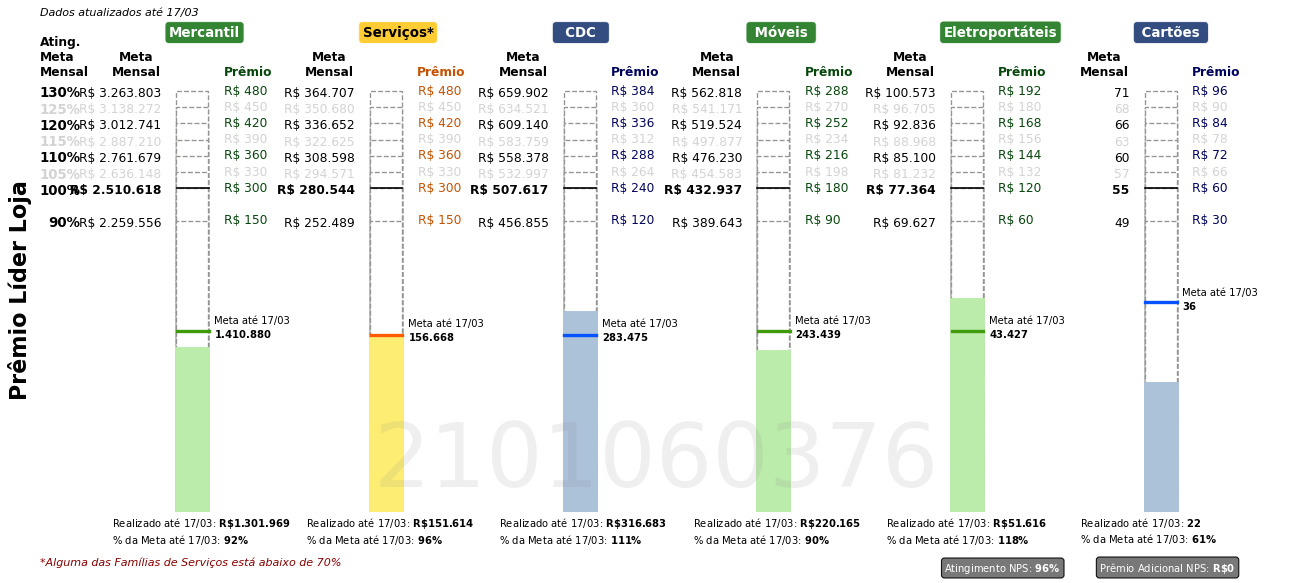 Dados atualizados até 17/03
Mercantil Serviços* CDC Móveis Eletroportáteis Cartões
Ating. Meta Mensal
Meta Mensal Prêmio Meta Mensal Prêmio Meta Mensal Prêmio Meta Mensal Prêmio Meta Mensal Prêmio Meta Mensal Prêmio
130% R$ 3.263.803 R$ 480 R$ 364.707 R$ 480 R$ 659.902 R$ 384 R$ 562.818 R$ 288 R$ 100.573 R$ 192 71 R$ 96
125% R$ 3.138.272 R$ 450 R$ 350.680 R$ 450 R$ 634.521 R$ 360 R$ 541.171 R$ 270 R$ 96.705 R$ 180 68 R$ 90
120% R$ 3.012.741 R$ 420 R$ 336.652 R$ 420 R$ 609.140 R$ 336 R$ 519.524 R$ 252 R$ 92.836 R$ 168 66 R$ 84
115% R$ 2.887.210 R$ 390 R$ 322.625 R$ 390 R$ 583.759 R$ 312 R$ 497.877 R$ 234 R$ 88.968 R$ 156 63 R$ 78
110% R$ 2.761.679 R$ 360 R$ 308.598 R$ 360 R$ 558.378 R$ 288 R$ 476.230 R$ 216 R$ 85.100 R$ 144 60 R$ 72
105% R$ 2.636.148 R$ 330 R$ 294.571 R$ 330 R$ 532.997 R$ 264 R$ 454.583 R$ 198 R$ 81.232 R$ 132 57 R$ 66
100% R$ 2.510.618 R$ 300 R$ 280.544 R$ 300 R$ 507.617 R$ 240 R$ 432.937 R$ 180 R$ 77.364 R$ 120 55 R$ 60
90% R$ 2.259.556 R$ 150 R$ 252.489 R$ 150 R$ 456.855 R$ 120 R$ 389.643 R$ 90 R$ 69.627 R$ 60 49 R$ 30
Prêmio Líder Loja
Meta até 17/03 Meta até 17/03 Meta até 17/03 Meta até 17/03 Meta até 17/03 Meta até 17/03
1.410.880 156.668 283.475 243.439 43.427 36
2101060376
Realizado até 17/03: R$1.301.969 Realizado até 17/03: R$151.614 Realizado até 17/03: R$316.683 Realizado até 17/03: R$220.165 Realizado até 17/03: R$51.616 Realizado até 17/03: 22
% da Meta até 17/03: 92% % da Meta até 17/03: 96% % da Meta até 17/03: 111% % da Meta até 17/03: 90% % da Meta até 17/03: 118% % da Meta até 17/03: 61%
*Alguma das Famílias de Serviços está abaixo de 70%
Atingimento NPS: 96% Prêmio Adicional NPS: R$0